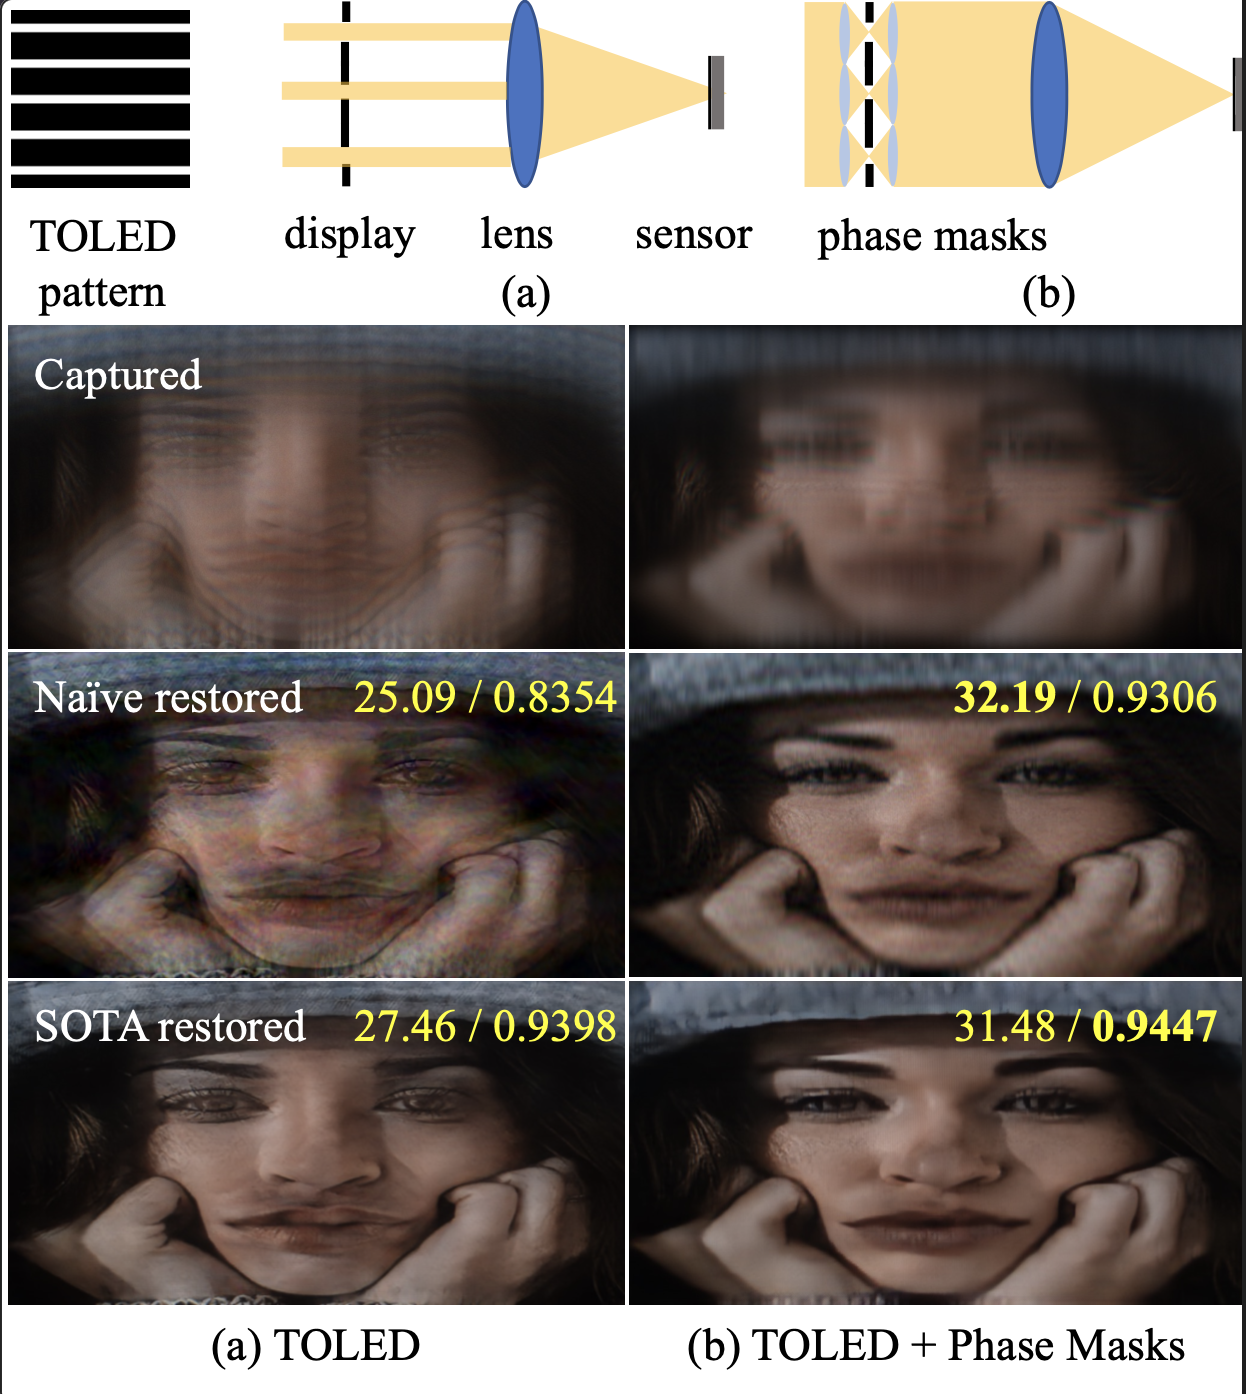 TOLED
pattern
display
lens
sensor
phase masks
(a)
(b)
Captured
Naïve restored 25.09 / 0.8354
32.19 / 0.9306
SOTA restored 27.46 / 0.9398
31.48 / 0.9447
(a) TOLED
(b) TOLED + Phase Masks